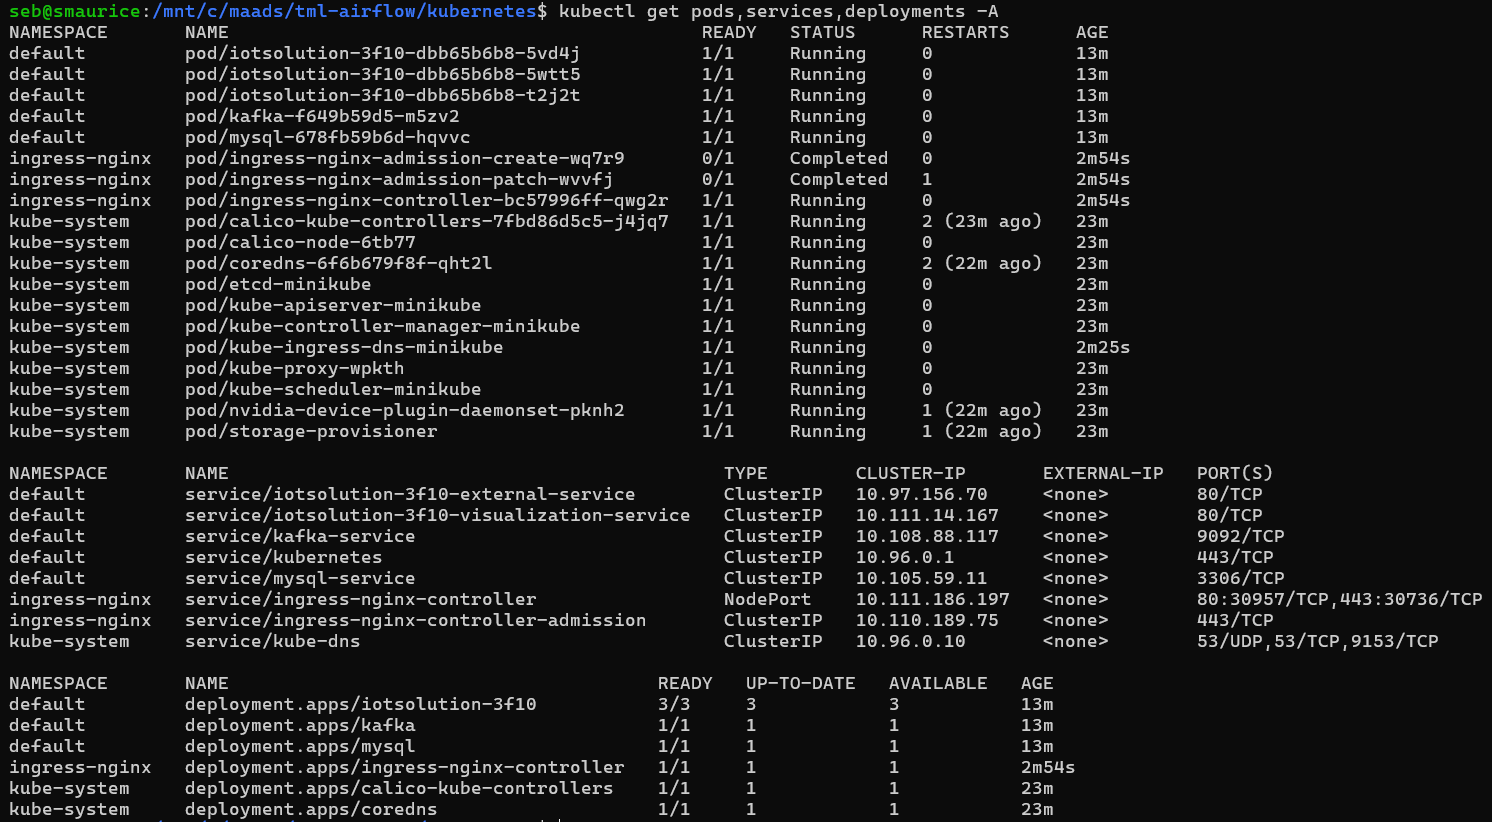 seb@smaurice:/mnt/c/maads/tml-airflow/kubernetes$ kubectl get pods,services,deployments -A
NAMESPACE NAME READY STATUS RESTARTS AGE
default pod/iotsolution-3f10-dbb65b6b8-5vd4j 1/1 Running 0 13m
default pod/iotsolution-3f10-dbb65b6b8-5wtt5 1/1 Running 0 13m
default pod/iotsolution-3f10-dbb65b6b8-t2j2t 1/1 Running 0 13m
default pod/kafka-f649b59d5-m5zv2 1/1 Running 0 13m
default pod/mysql-678fb59b6d-hqvvc 1/1 Running 0 13m
ingress-nginx pod/ingress-nginx-admission-create-wq7r9 0/1 Completed 0 2m54s
ingress-nginx pod/ingress-nginx-admission-patch-wvvfj 0/1 Completed 1 2m54s
ingress-nginx pod/ingress-nginx-controller-bc57996ff-qwg2r 1/1 Running 0 2m54s
kube-system pod/calico-kube-controllers-7fbd86d5c5-j4jq7 1/1 Running 2 (23m ago) 23m
kube-system pod/calico-node-6tb77 1/1 Running 0 23m
kube-system pod/coredns-6f6b679f8f-qht2l 1/1 Running 2 (22m ago) 23m
kube-system pod/etcd-minikube 1/1 Running 0 23m
kube-system pod/kube-apiserver-minikube 1/1 Running 0 23m
kube-system pod/kube-controller-manager-minikube 1/1 Running 0 23m
kube-system pod/kube-ingress-dns-minikube 1/1 Running 0 2m25s
kube-system pod/kube-proxy-wpkth 1/1 Running 0 23m
kube-system pod/kube-scheduler-minikube 1/1 Running 0 23m
kube-system pod/nvidia-device-plugin-daemonset-pknh2 1/1 Running 1 (22m ago) 23m
kube-system pod/storage-provisioner 1/1 Running 1 (22m ago) 23m
NAMESPACE NAME TYPE CLUSTER-IP EXTERNAL-IP PORT(S)
default service/iotsolution-3f10-external-service ClusterIP 10.97.156.70 <none> 80/TCP
default service/iotsolution-3f10-visualization-service ClusterIP 10.111.14.167 <none> 80/TCP
default service/kafka-service ClusterIP 10.108.88.117 <none> 9092/TCP
default service/kubernetes ClusterIP 10.96.0.1 <none> 443/TCP
default service/mysql-service ClusterIP 10.105.59.11 <none> 3306/TCP
ingress-nginx service/ingress-nginx-controller NodePort 10.111.186.197 <none> 80:30957/TCP,443:30736/TCP
ingress-nginx service/ingress-nginx-controller-admission ClusterIP 10.110.189.75 <none> 443/TCP
kube-system service/kube-dns ClusterIP 10.96.0.10 <none> 53/UDP,53/TCP,9153/TCP
NAMESPACE NAME READY UP-TO-DATE AVAILABLE AGE
default deployment.apps/iotsolution-3f10 3/3 3 3 13m
default deployment.apps/kafka 1/1 1 1 13m
default deployment.apps/mysql 1/1 1 1 13m
ingress-nginx deployment.apps/ingress-nginx-controller 1/1 1 1 2m54s
kube-system deployment.apps/calico-kube-controllers 1/1 1 1 23m
kube-system deployment.apps/coredns 1/1 1 1 23m